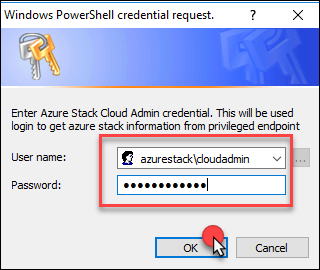 Windows PowerShell credential request.
Enter Azure Stack Cloud Admin credential. This will be used
login to get azure stack information from privileged endpoint
User name:
azurestack\cloudadmin
...
Password:
●●●●●●●●●●●●
OK
Cancel